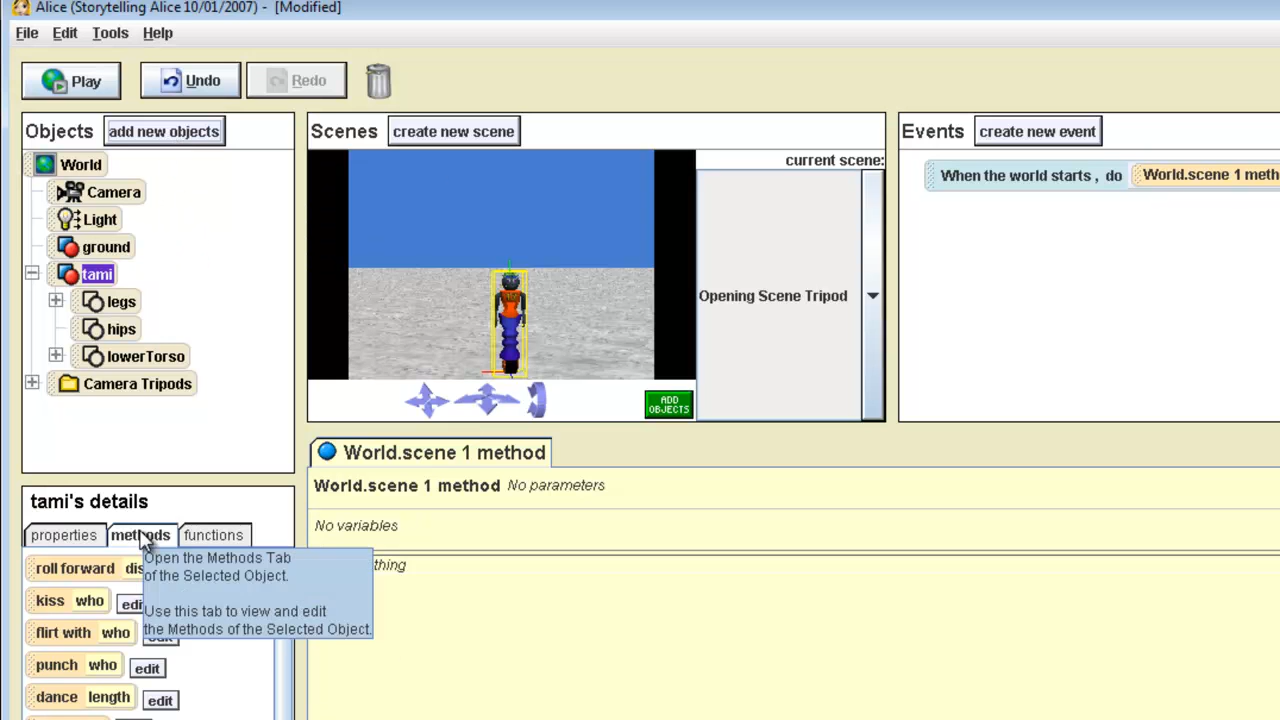 Alice (Storytelling Alice 10/01/2007) - [Modified]
File Edit Tools Help
Play Undo Redo
Objects add new objects
World
Camera
Light
ground
tami
legs
hips
lowerTorso
Camera Tripods
Scenes create new scene
current scene:
Opening Scene Tripod
ADD
OBJECTS
Events create new event
When the world starts , do World.scene 1 meth
tami's details
properties methods functions
roll forward dis
kiss who edi
flirt with who
punch who edit
dance length edit
Open the Methods Tab
of the Selected Object.
Use this tab to view and edit
the Methods of the Selected Object.
World.scene 1 method
World.scene 1 method No parameters
No variables
thing